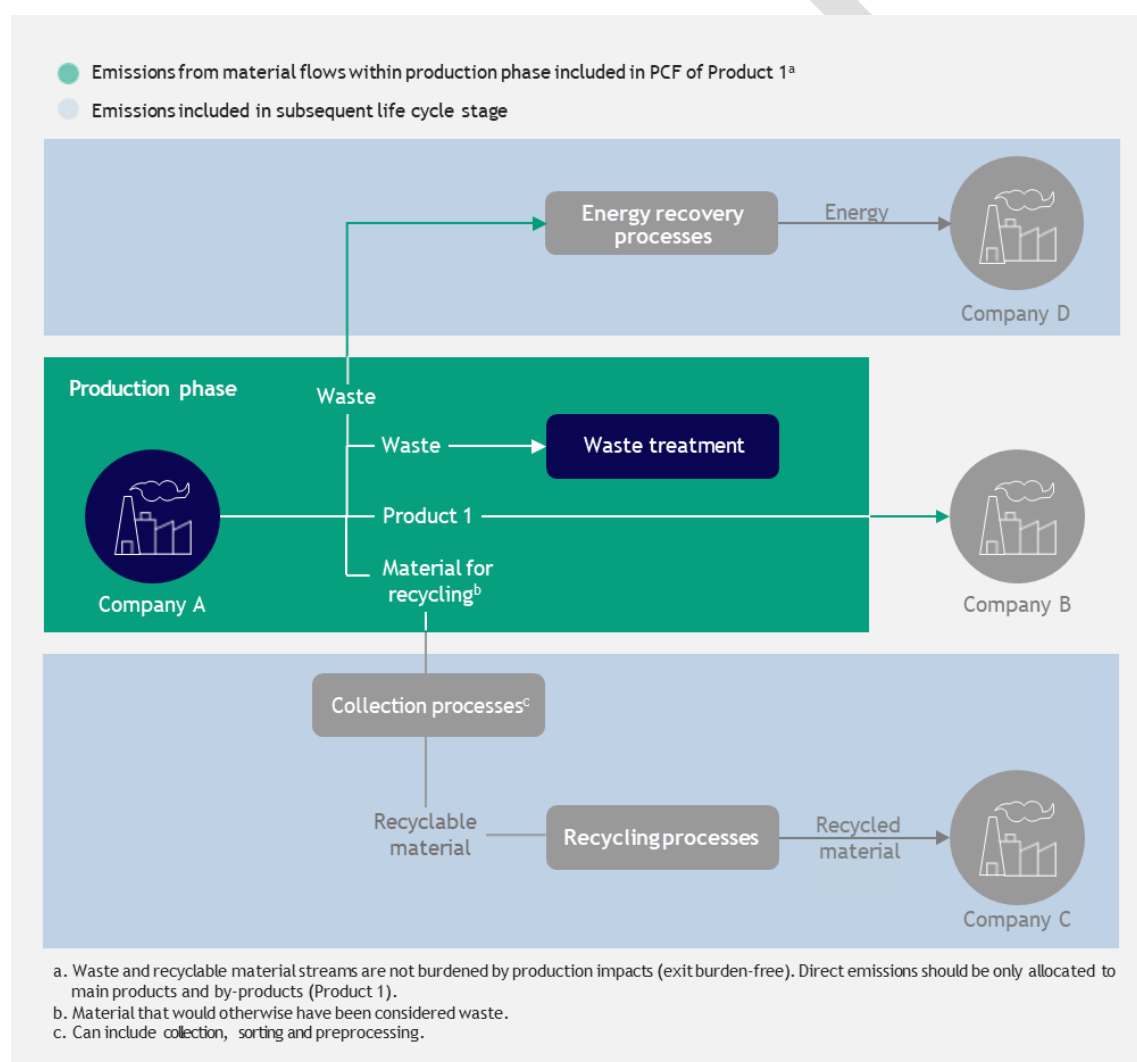 Emissions from material flows within production phase included in PCF of Product 1ᵃ
Emissions included in subsequent life cycle stage
Energy recovery
processes
Energy
Company D
Production phase
Waste
Waste
Waste treatment
Product 1
Material for
recyclingᵇ
Company A
Company B
Collection processesᶜ
Recyclable
material
Recycling processes
Recycled
material
Company C
a. Waste and recyclable material streams are not burdened by production impacts (exit burden-free). Direct emissions should be only allocated to
main products and by-products (Product 1).
b. Material that would otherwise have been considered waste.
c. Can include collection, sorting and preprocessing.